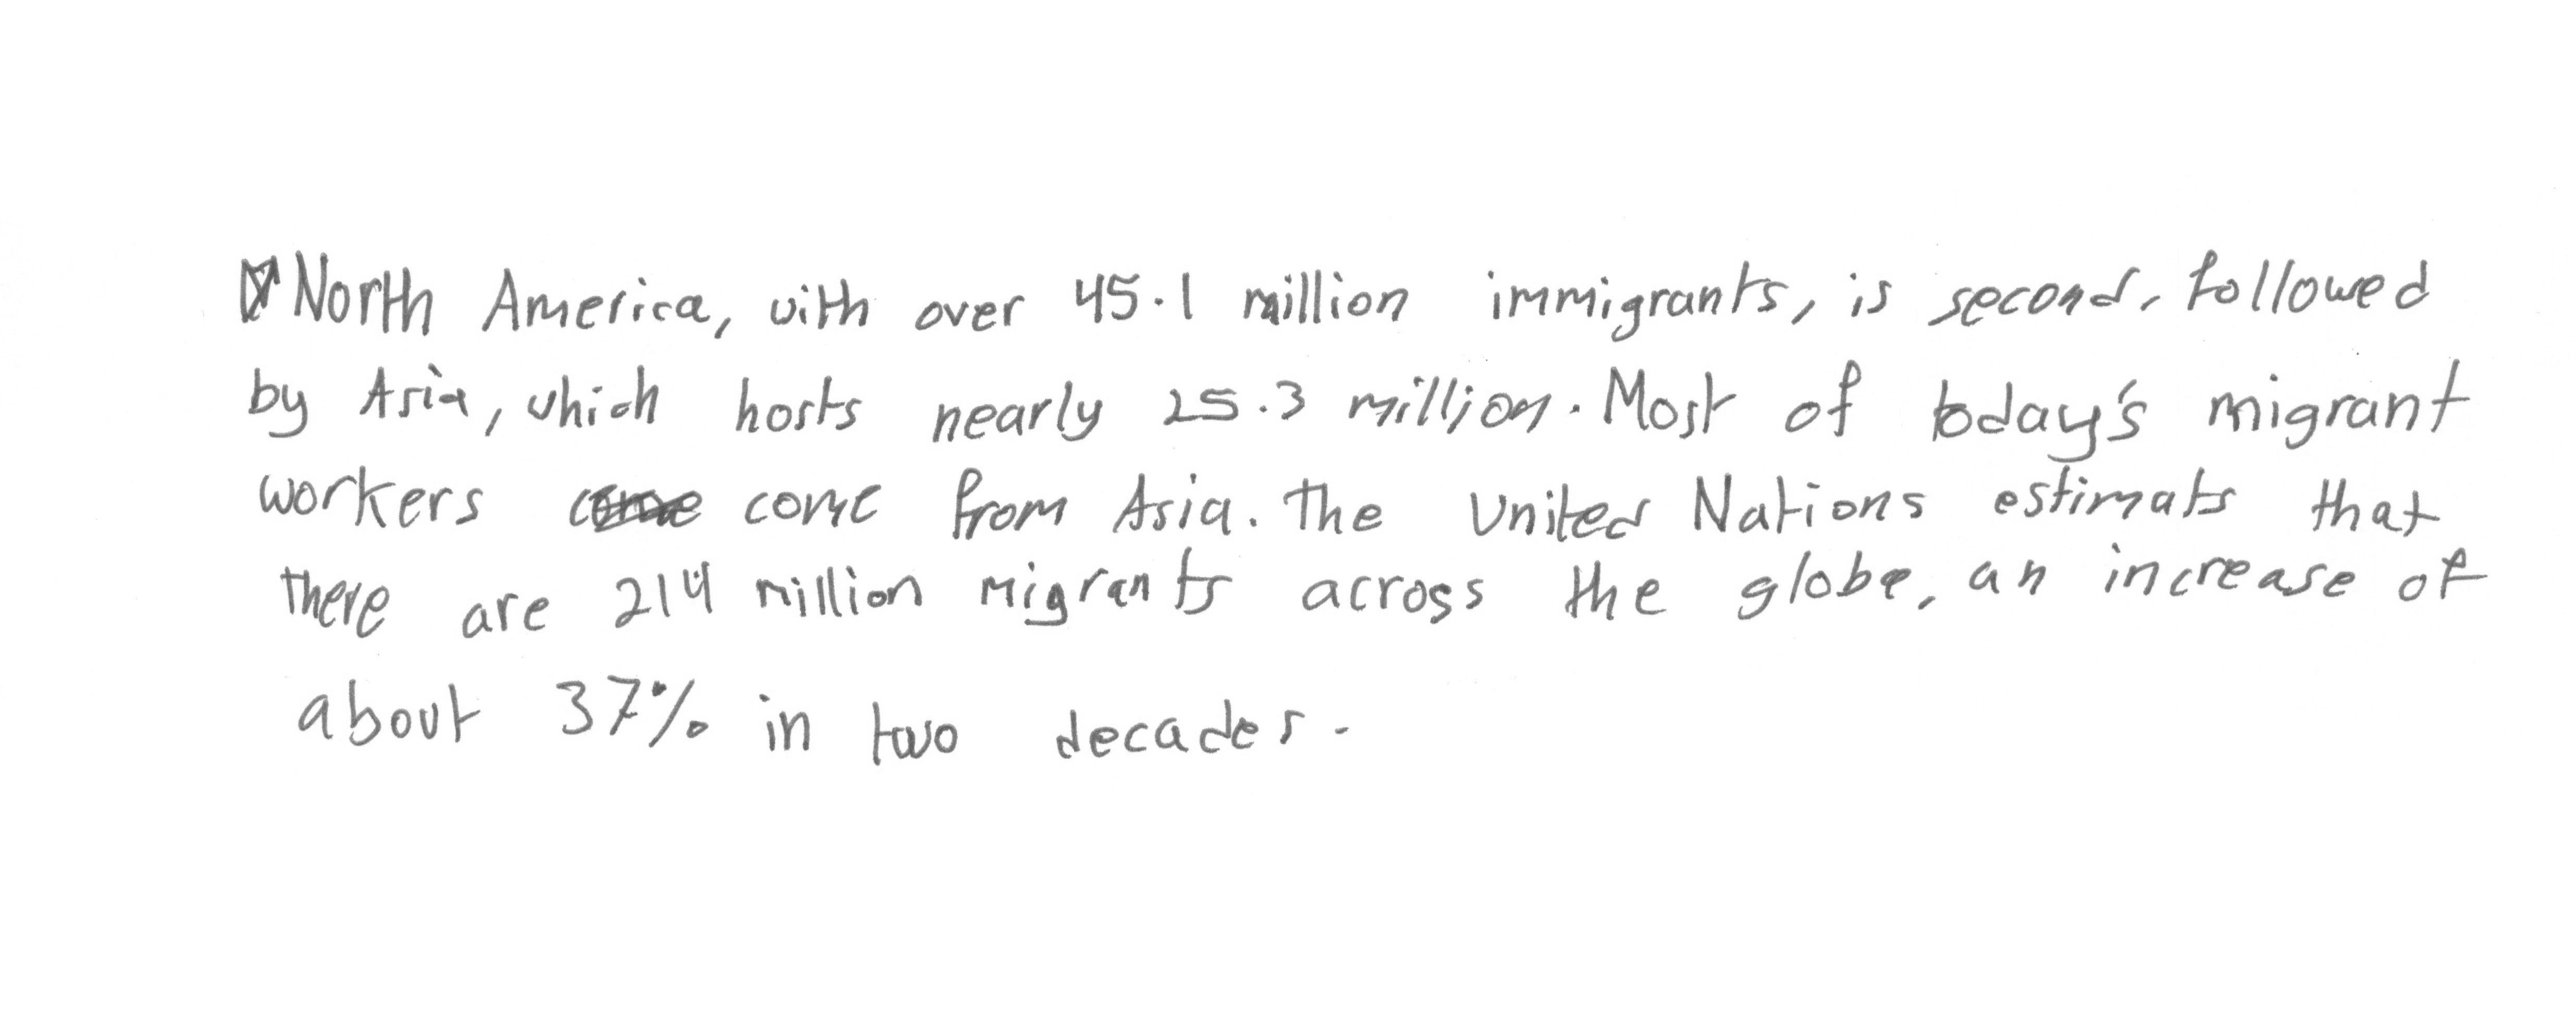 North America, with over 45.1 million immigrants, is second, followed
by Asia, which hosts nearly 25.3 million. Most of today's migrant
workers come from Asia. The United Nations estimats that
there are 214 million migrants across the globe, an increase of
about 37% in two decades.